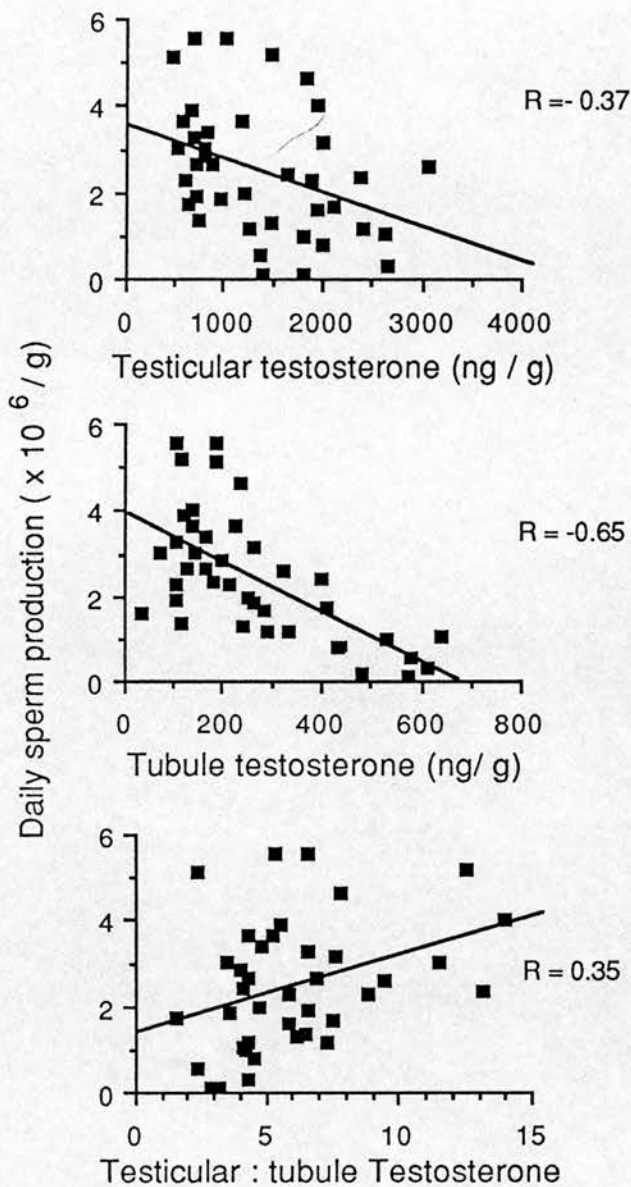 Daily sperm production ( x 10 6 / g )
6
4
2
0
R =- 0.37
0 1000 2000 3000 4000
Testicular testosterone (ng / g)
6
4
2
0
R = -0.65
0 200 400 600 800
Tubule testosterone (ng/ g)
6
4
2
0
R = 0.35
0 5 10 15
Testicular : tubule Testosterone